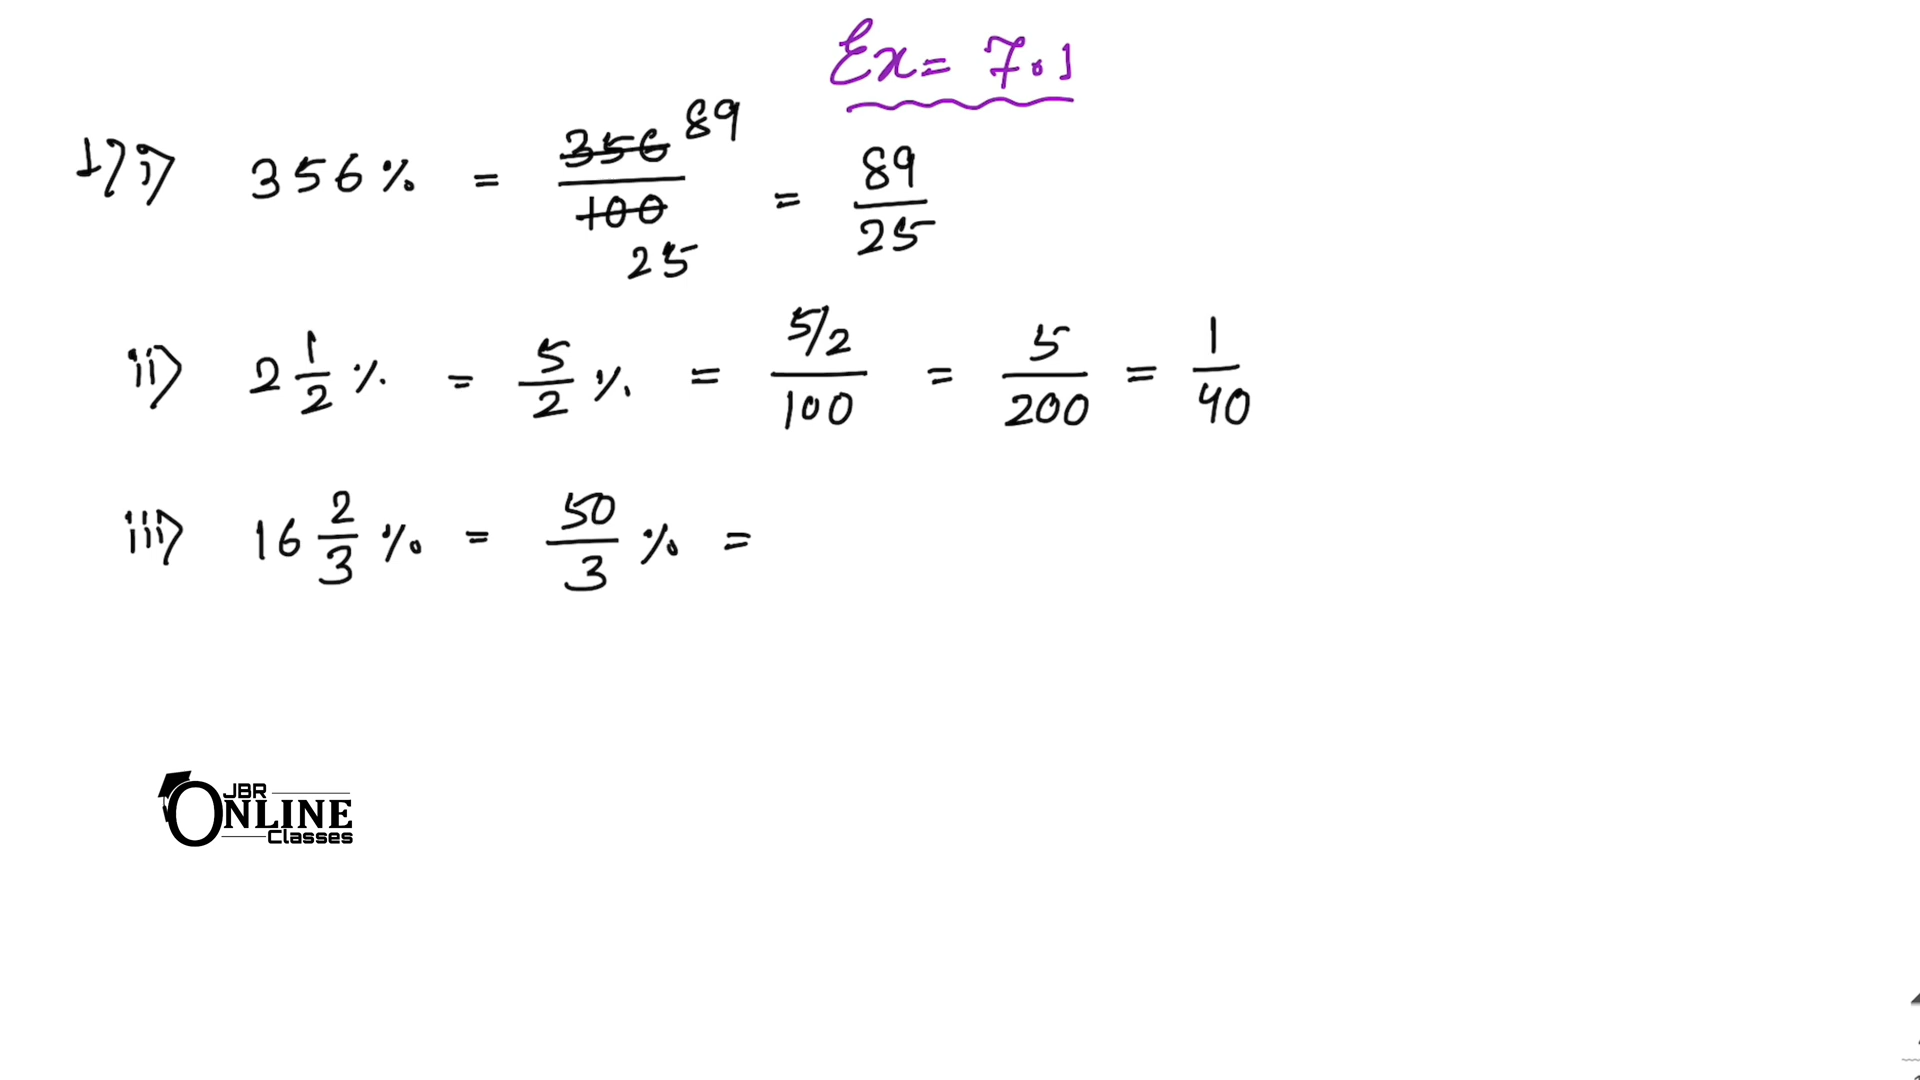 Ex = 7.1
1) i) 356% = 356/100 89 25 = 89/25
ii) 2 1/2 % = 5/2 % = 5/2/100 = 5/200 = 1/40
iii) 16 2/3 % = 50/3 % =
JBR
ONLINE
Classes